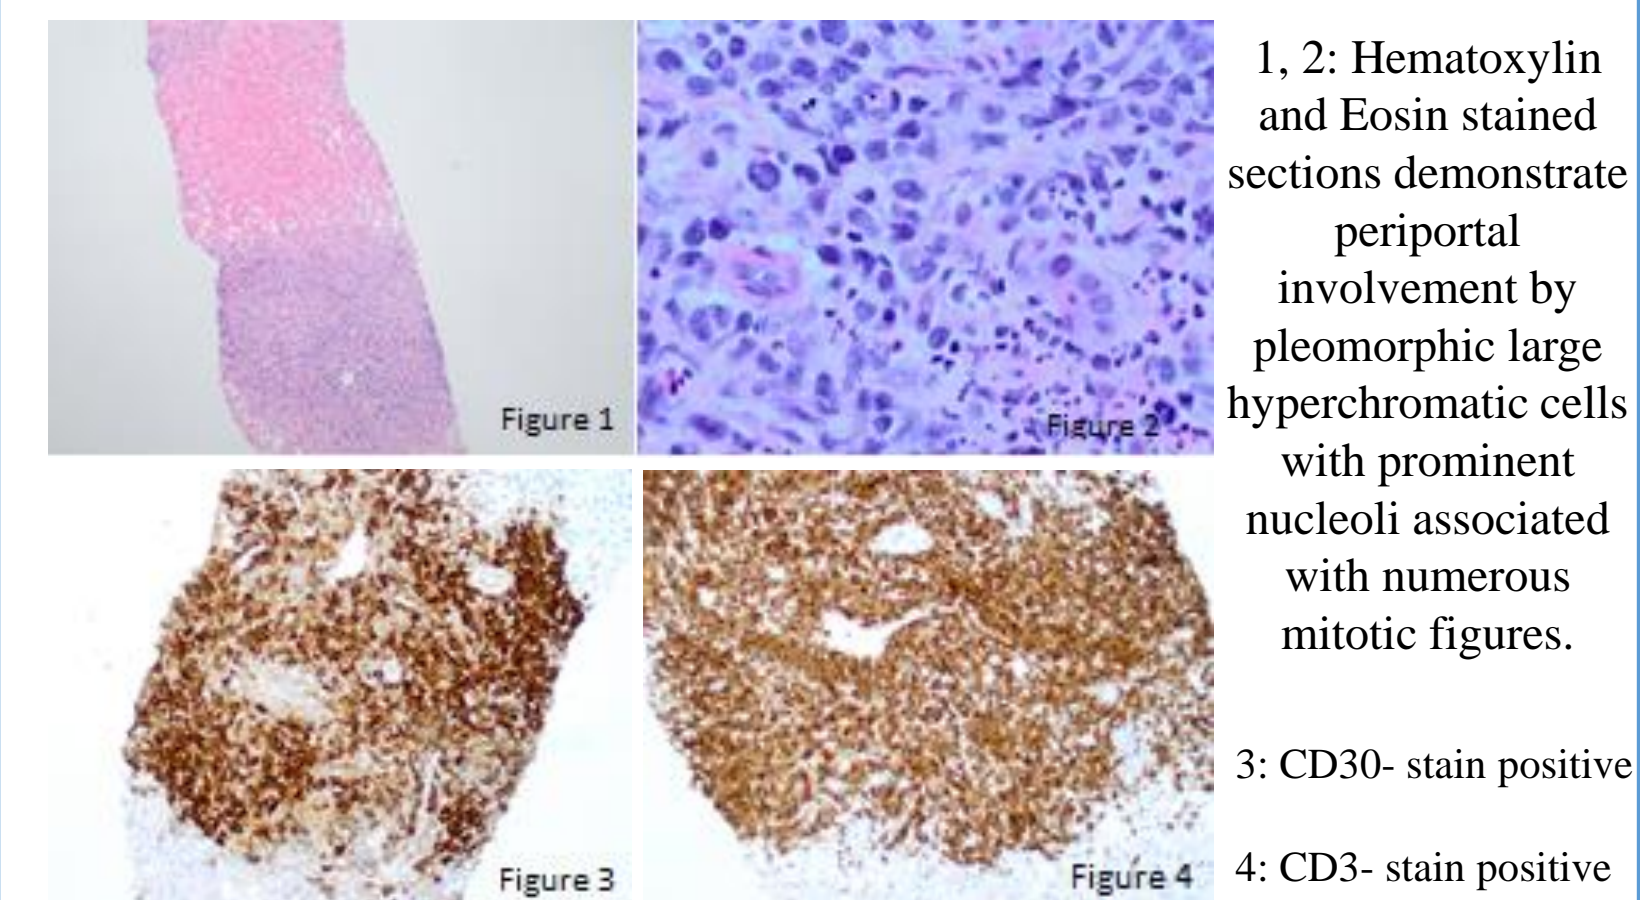 Figure 1
Figure 2
Figure 3
Figure 4
1, 2: Hematoxylin
and Eosin stained
sections demonstrate
periportal
involvement by
pleomorphic large
hyperchromatic cells
with prominent
nucleoli associated
with numerous
mitotic figures.
3: CD30- stain positive
4: CD3- stain positive